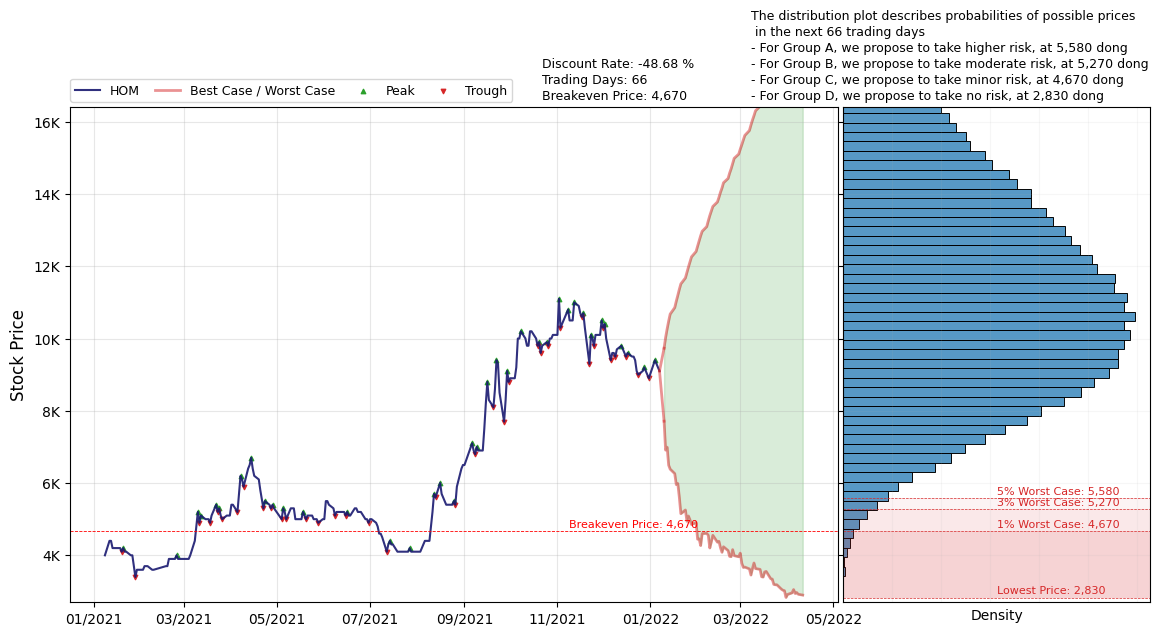 The distribution plot describes probabilities of possible prices
in the next 66 trading days
- For Group A, we propose to take higher risk, at 5,580 dong
- For Group B, we propose to take moderate risk, at 5,270 dong
- For Group C, we propose to take minor risk, at 4,670 dong
- For Group D, we propose to take no risk, at 2,830 dong
Discount Rate: -48.68 %
Trading Days: 66
Breakeven Price: 4,670
HOM
Best Case / Worst Case
Peak
Trough
Stock Price
16K
14K
12K
10K
8K
6K
4K
Breakeven Price: 4,670
5% Worst Case: 5,580
3% Worst Case: 5,270
1% Worst Case: 4,670
Lowest Price: 2,830
01/2021
03/2021
05/2021
07/2021
09/2021
11/2021
01/2022
03/2022
05/2022
Density